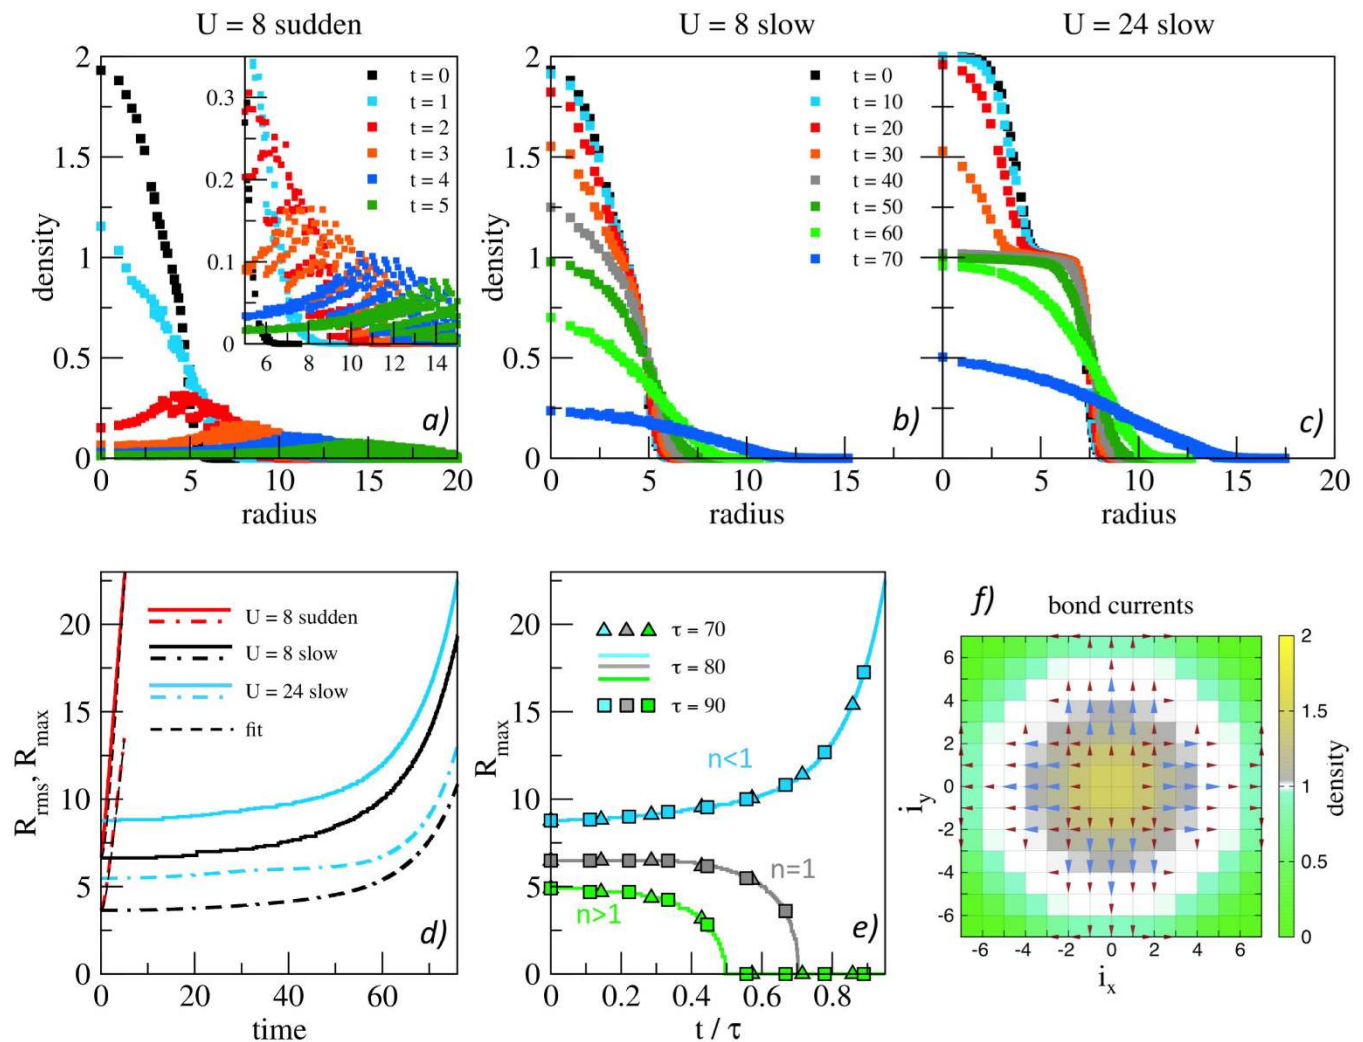 U = 8 sudden
U = 8 slow
U = 24 slow
density
2
1.5
1
0.5
0
0.3
0.2
0.1
0
6 8 10 12 14
t = 0
t = 1
t = 2
t = 3
t = 4
t = 5
a)
0 5 10 15 20
radius
density
2
1.5
1
0.5
0
t = 0
t = 10
t = 20
t = 30
t = 40
t = 50
t = 60
t = 70
b)
0 5 10 15
radius
c)
5 10 15 20
radius
R_rms, R_max
20
15
10
5
0
U = 8 sudden
U = 8 slow
U = 24 slow
fit
d)
0 20 40 60
time
R_max
20
15
10
5
0
τ = 70
τ = 80
τ = 90
n<1
n=1
n>1
e)
0 0.2 0.4 0.6 0.8
t / τ
f)
bond currents
i_y
6
4
2
0
-2
-4
-6
-6 -4 -2 0 2 4 6
i_x
2
1.5
1
0.5
0
density